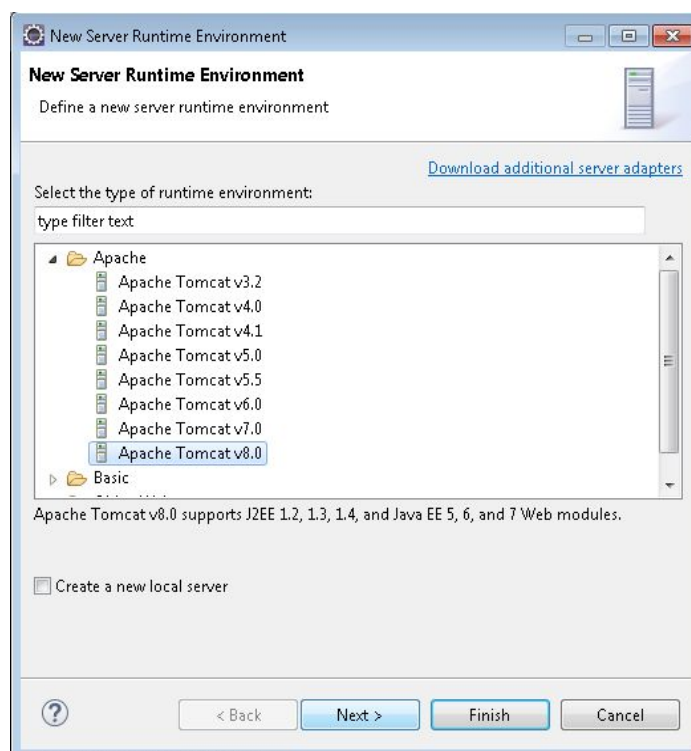 New Server Runtime Environment
New Server Runtime Environment
Define a new server runtime environment
Download additional server adapters
Select the type of runtime environment:
type filter text
Apache
Apache Tomcat v3.2
Apache Tomcat v4.0
Apache Tomcat v4.1
Apache Tomcat v5.0
Apache Tomcat v5.5
Apache Tomcat v6.0
Apache Tomcat v7.0
Apache Tomcat v8.0
Basic
Apache Tomcat v8.0 supports J2EE 1.2, 1.3, 1.4, and Java EE 5, 6, and 7 Web modules.
Create a new local server
? < Back Next > Finish Cancel